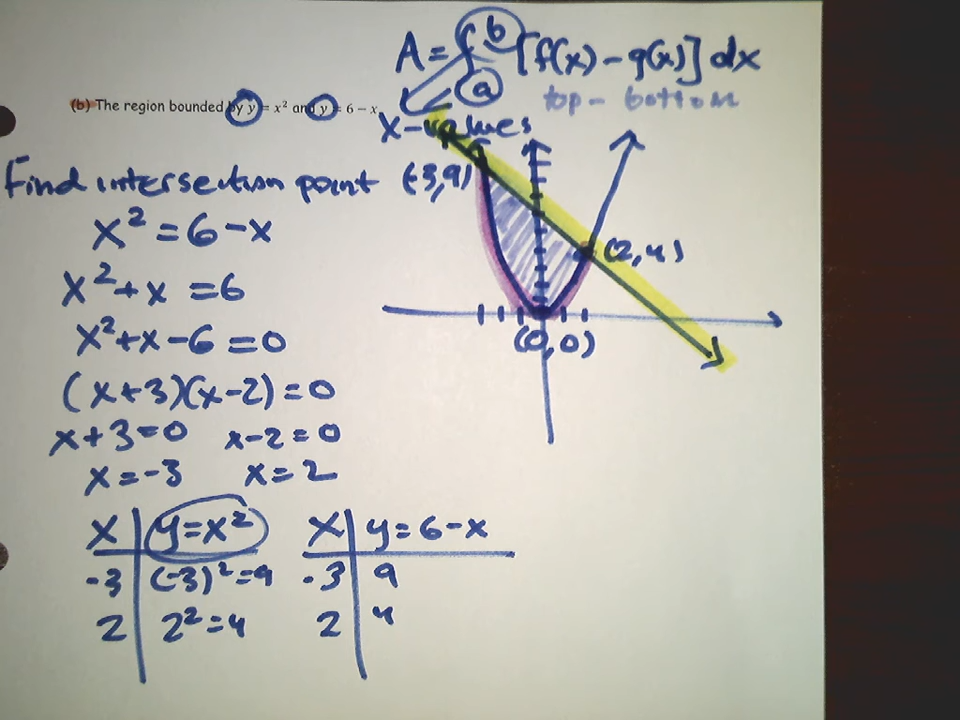 A = ∫ᵇₐ [f(x) - g(x)] dx
top - bottom
(b) The region bounded by y = x² and y = 6 − x.
x-values
Find intersection point
(-3,9)
x² = 6 - x
(2,4)
x² + x = 6
x² + x - 6 = 0
(0,0)
(x+3)(x-2) = 0
x+3=0 x-2=0
x=-3 x=2
x y=x² x y=6-x
-3 (-3)²=9 -3 9
2 2²=4 2 4